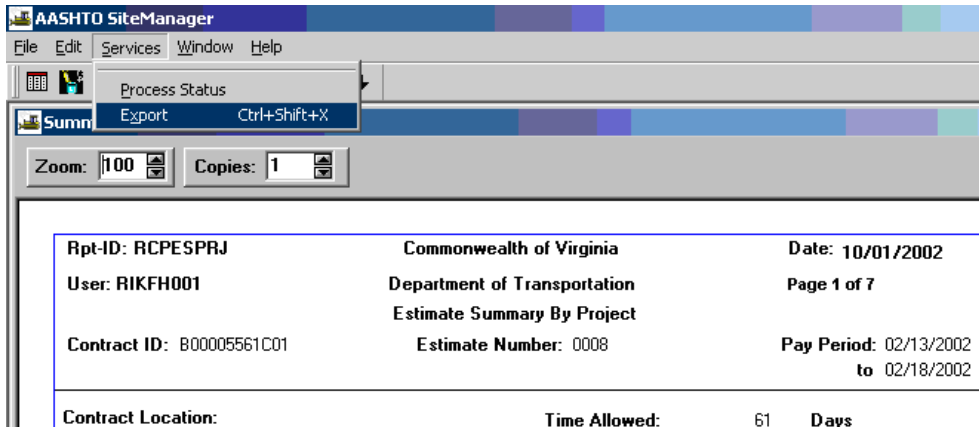 AASHTO SiteManager
File Edit Services Window Help
Process Status
Export Ctrl+Shift+X
Zoom: 100 Copies: 1
Rpt-ID: RCPESPRJ Commonwealth of Virginia Date: 10/01/2002
User: RIKFH001 Department of Transportation Page 1 of 7
Estimate Summary By Project
Contract ID: B00005561C01 Estimate Number: 0008 Pay Period: 02/13/2002
to 02/18/2002
Contract Location: Time Allowed: 61 Days